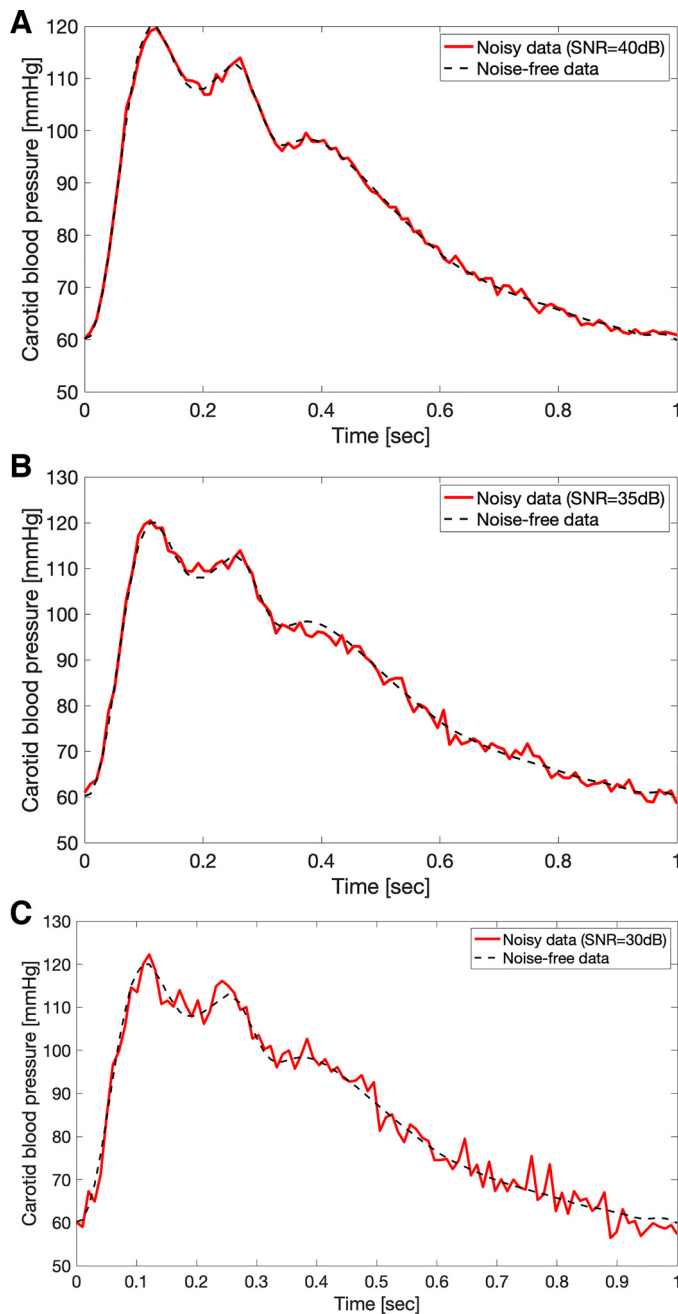 A
120
110
100
90
80
70
60
50
Carotid blood pressure [mmHg]
Noisy data (SNR=40dB)
Noise-free data
0 0.2 0.4 0.6 0.8 1
Time [sec]
B
130
120
110
100
90
80
70
60
50
Carotid blood pressure [mmHg]
Noisy data (SNR=35dB)
Noise-free data
0 0.2 0.4 0.6 0.8 1
Time [sec]
C
130
120
110
100
90
80
70
60
50
Carotid blood pressure [mmHg]
Noisy data (SNR=30dB)
Noise-free data
0 0.1 0.2 0.3 0.4 0.5 0.6 0.7 0.8 0.9 1
Time [sec]